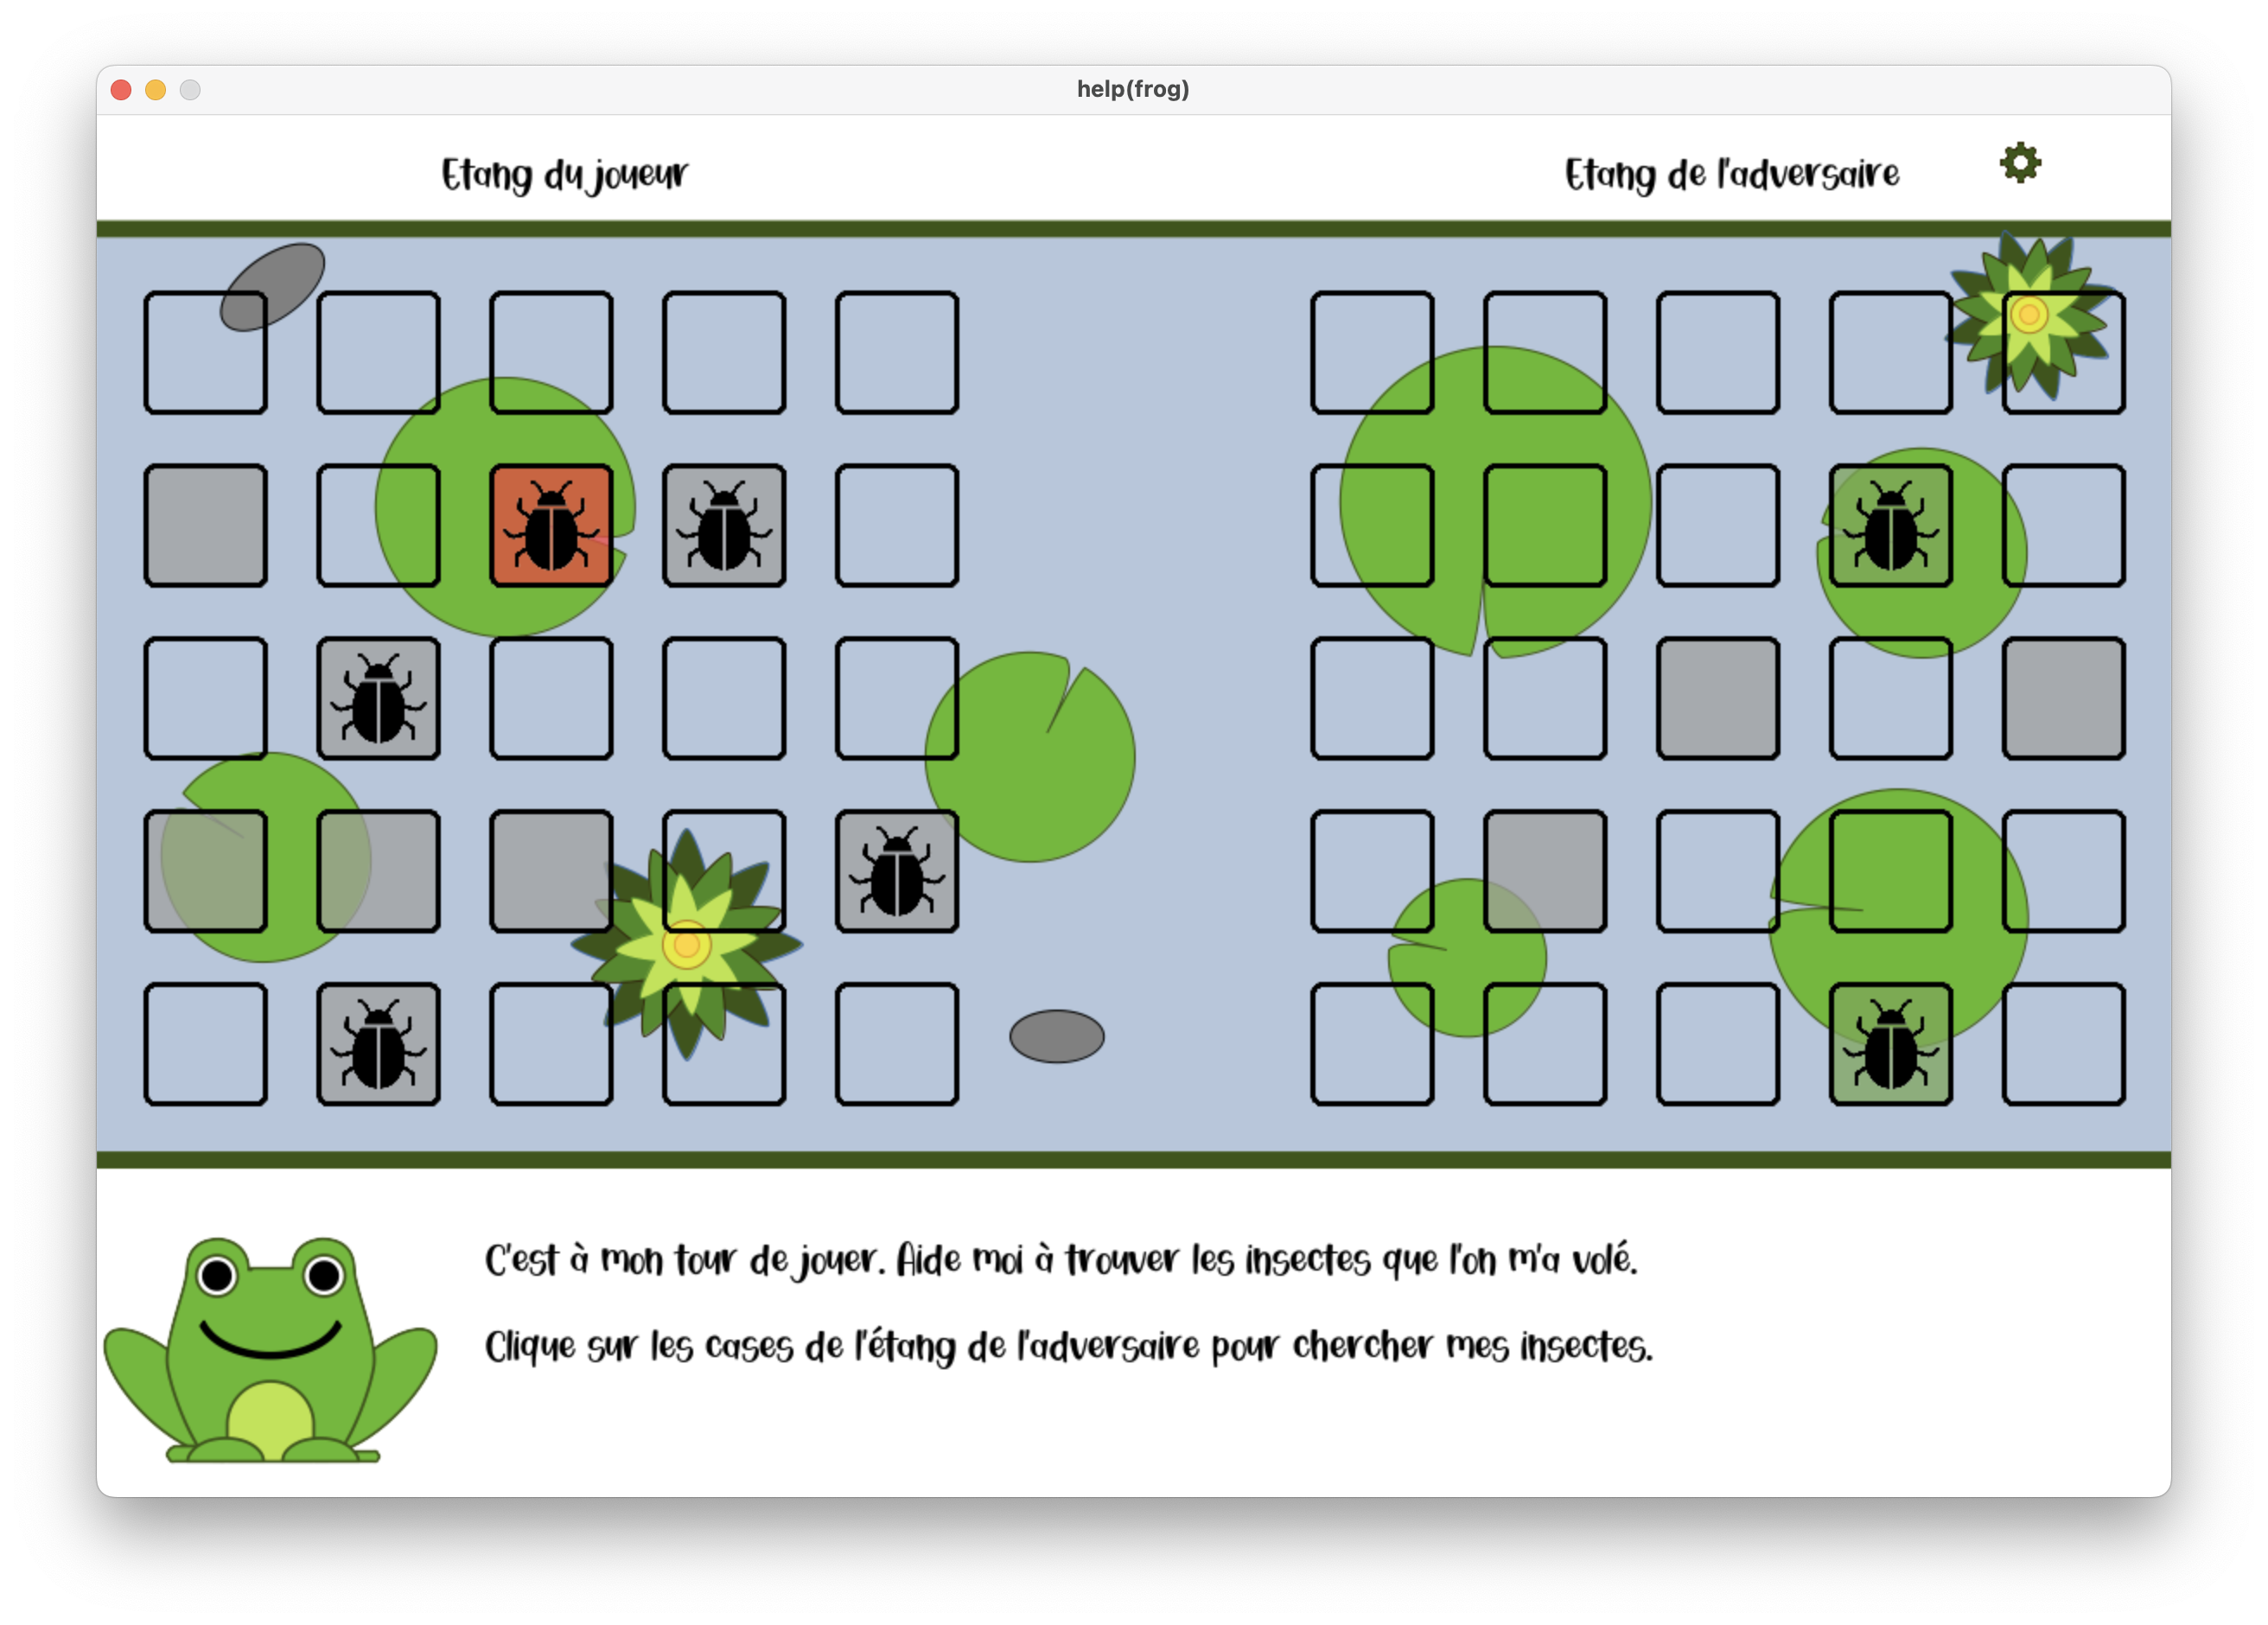 help(frog)
Etang du joueur
Etang de l'adversaire
C'est à mon tour de jouer. Aide moi à trouver les insectes que l'on m'a volé.
Clique sur les cases de l'étang de l'adversaire pour chercher mes insectes.